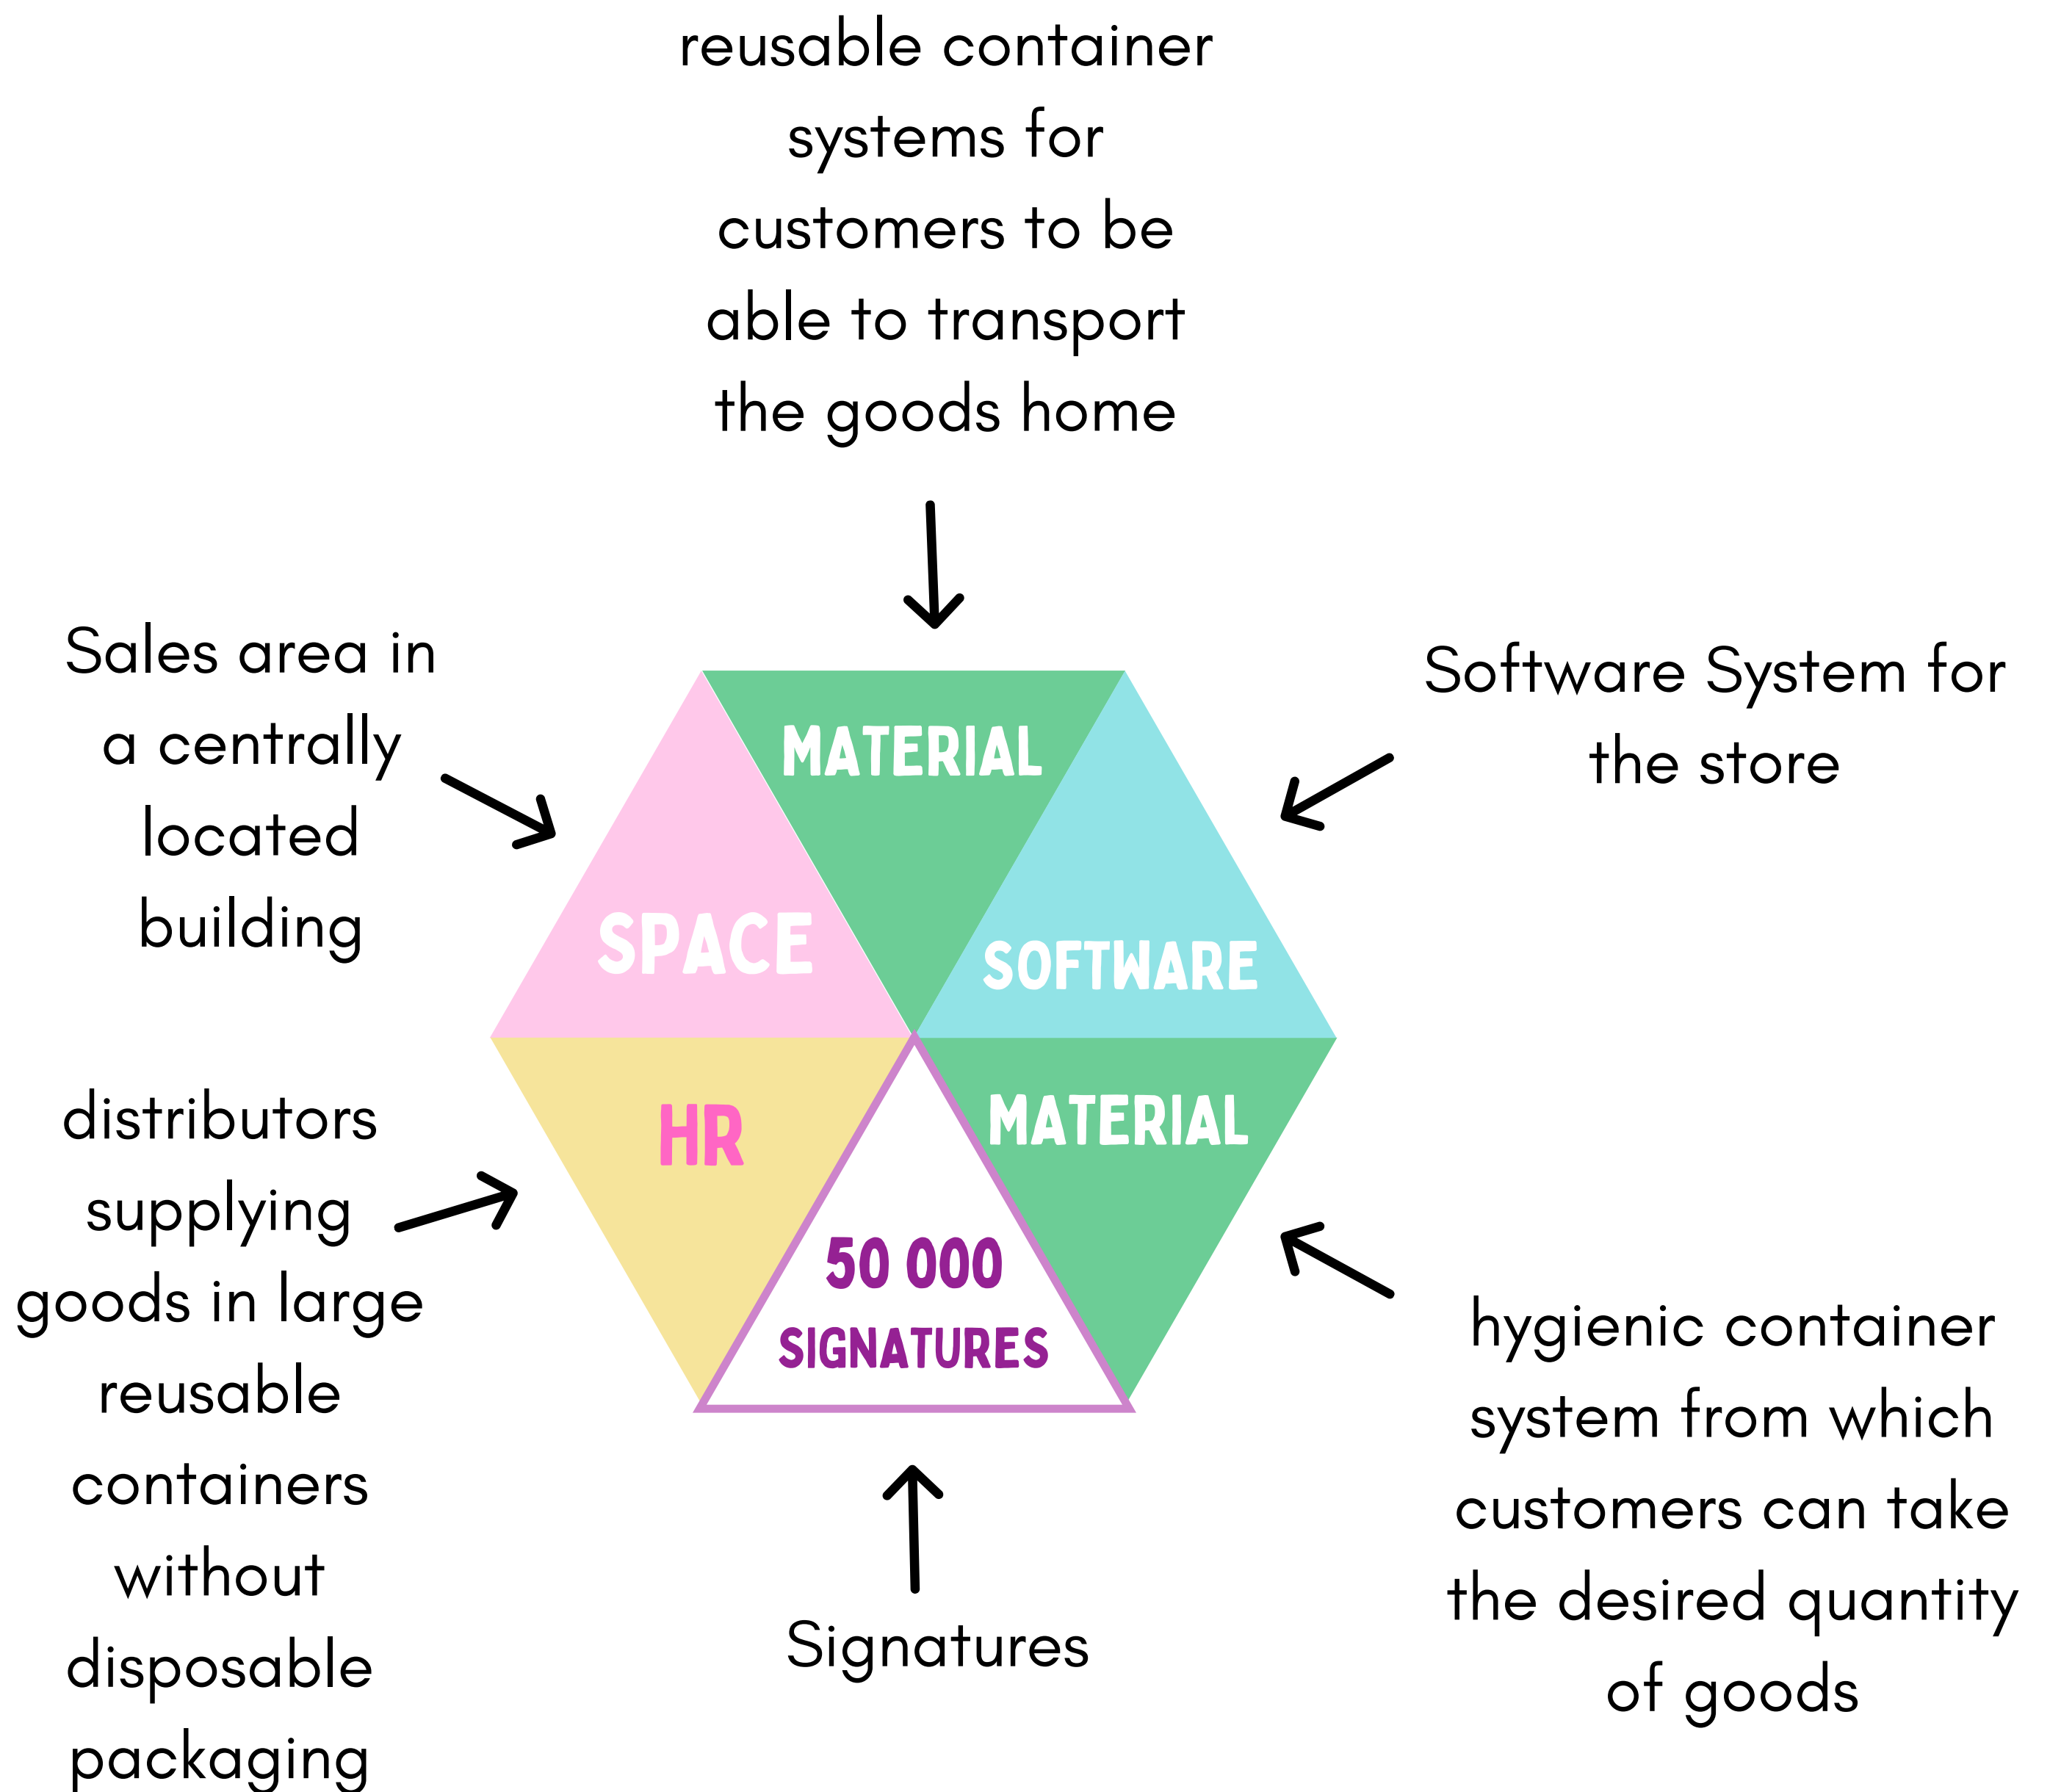 reusable container
systems for
customers to be
able to transport
the goods home
Sales area in
a centrally
located
building
Software System for
the store
MATERIAL
SPACE
SOFTWARE
HR
MATERIAL
50 000
SIGNATURES
distributors
supplying
goods in large
reusable
containers
without
disposable
packaging
hygienic container
system from which
customers can take
the desired quantity
of goods
Signatures